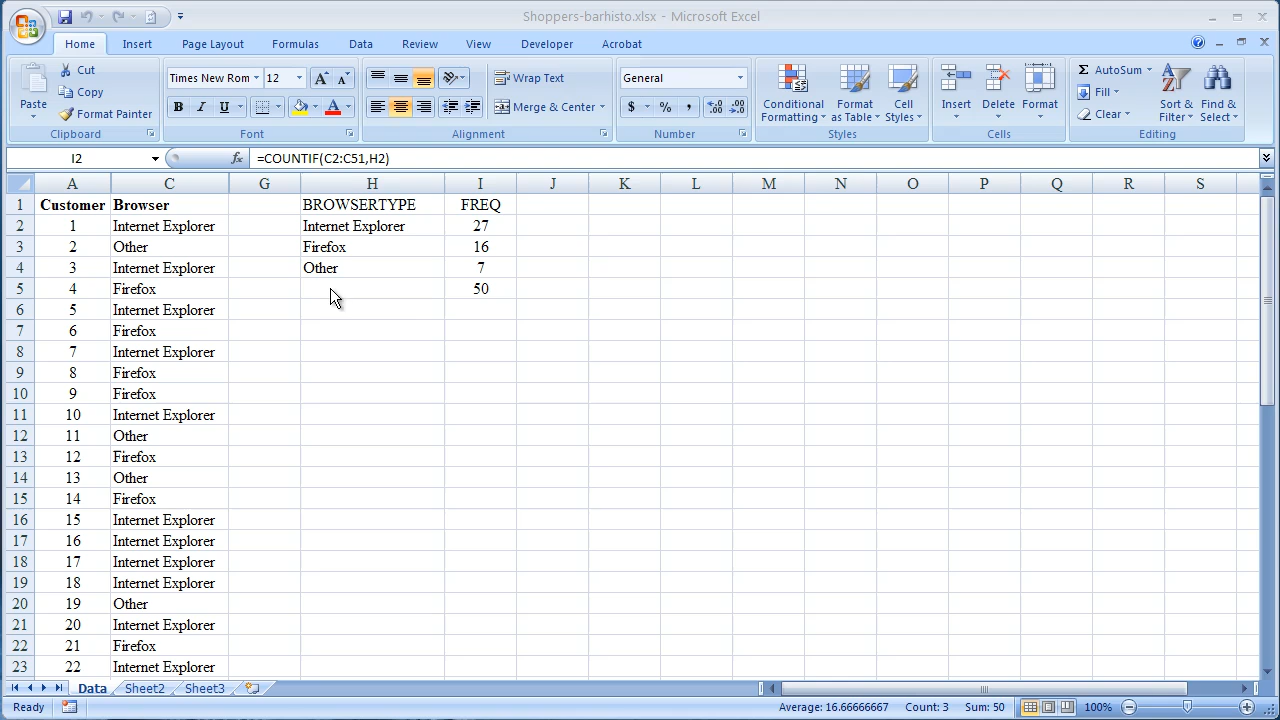 Shoppers-barhisto.xlsx - Microsoft Excel
Home Insert Page Layout Formulas Data Review View Developer Acrobat
Paste Cut Copy Format Painter Clipboard
Times New Rom 12 B I U A A A Font
Wrap Text Merge & Center Alignment
General $ % , .0 .00 .00 .0 Number
Conditional Formatting Format as Table Cell Styles Styles
Insert Delete Format Cells
Σ AutoSum Fill Clear Sort & Filter Find & Select Editing
I2 fx =COUNTIF(C2:C51,H2)
A C G H I J K L M N O P Q R S
1 Customer Browser BROWSERTYPE FREQ
2 1 Internet Explorer Internet Explorer 27
3 2 Other Firefox 16
4 3 Internet Explorer Other 7
5 4 Firefox 50
6 5 Internet Explorer
7 6 Firefox
8 7 Internet Explorer
9 8 Firefox
10 9 Firefox
11 10 Internet Explorer
12 11 Other
13 12 Firefox
14 13 Other
15 14 Firefox
16 15 Internet Explorer
17 16 Internet Explorer
18 17 Internet Explorer
19 18 Internet Explorer
20 19 Other
21 20 Internet Explorer
22 21 Firefox
23 22 Internet Explorer
Data Sheet2 Sheet3
Ready Average: 16.66666667 Count: 3 Sum: 50 100%